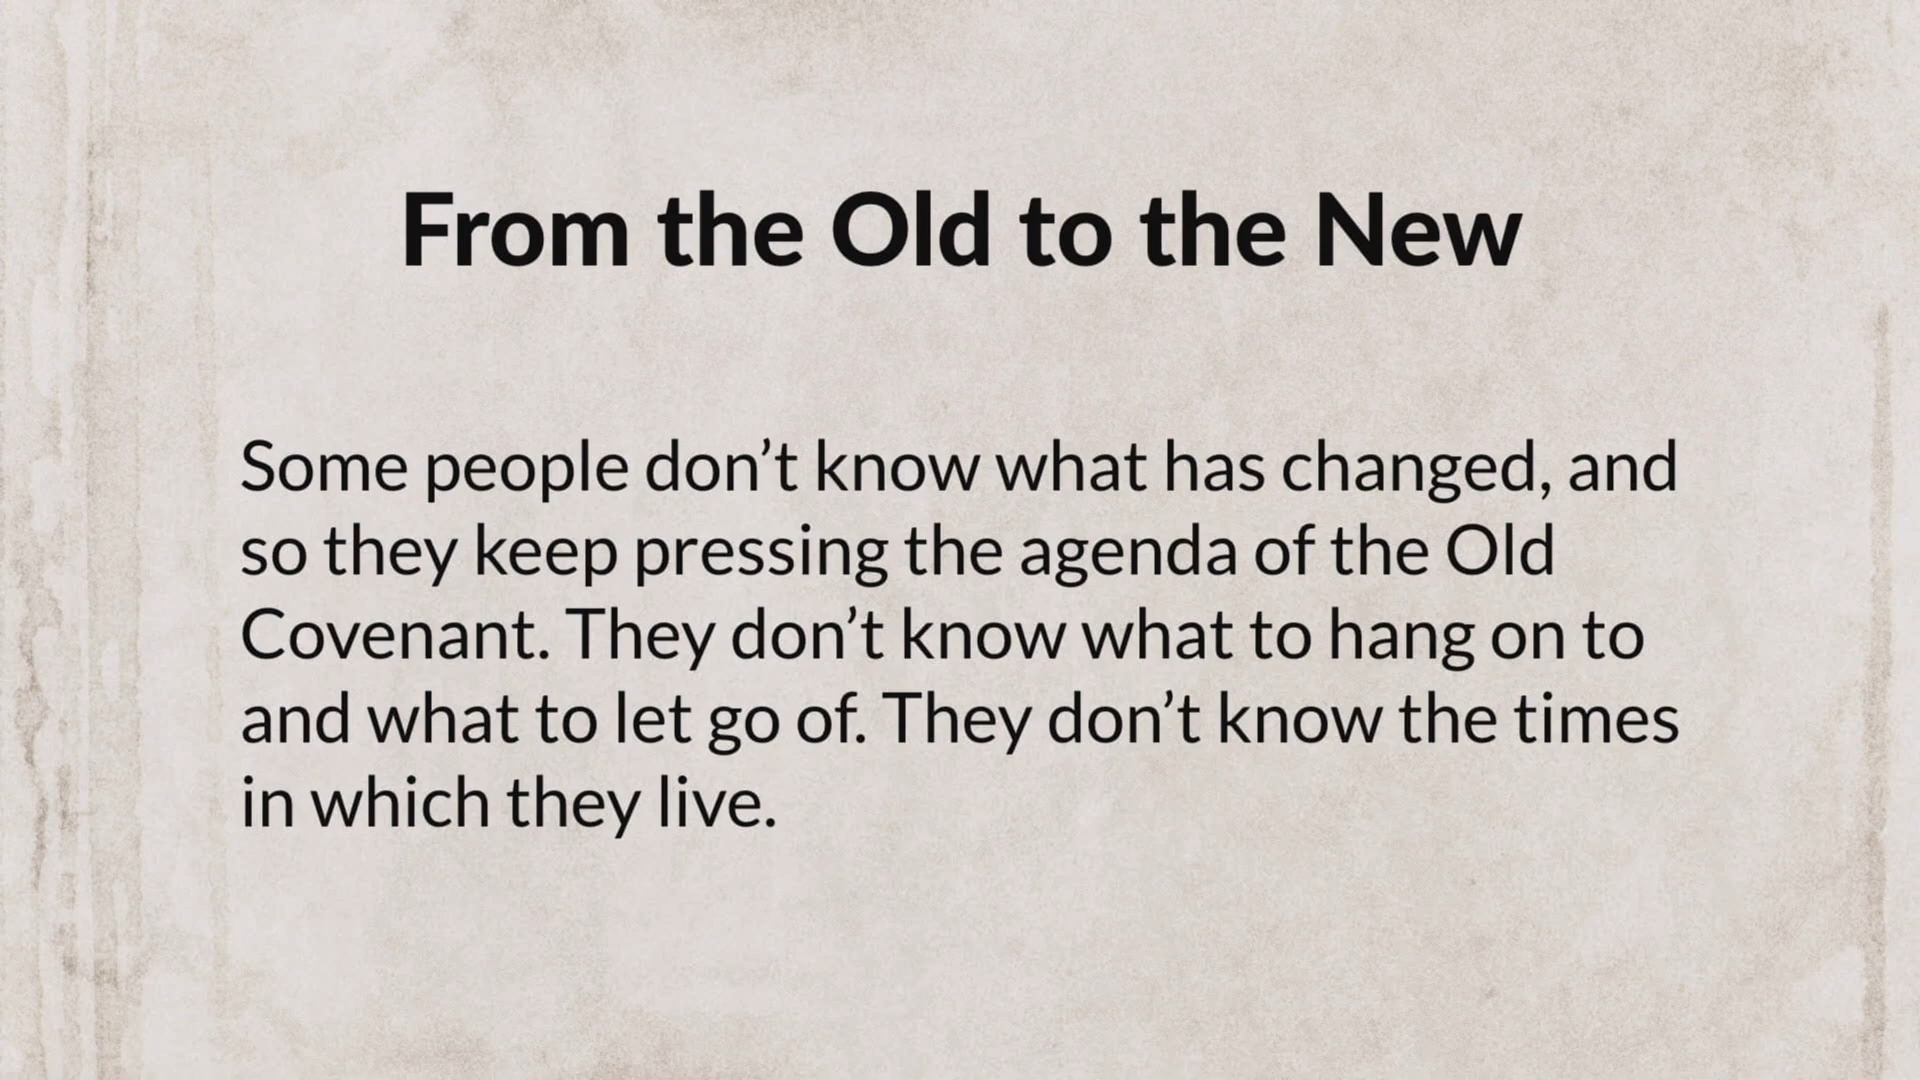 From the Old to the New
Some people don’t know what has changed, and
so they keep pressing the agenda of the Old
Covenant. They don’t know what to hang on to
and what to let go of. They don’t know the times
in which they live.